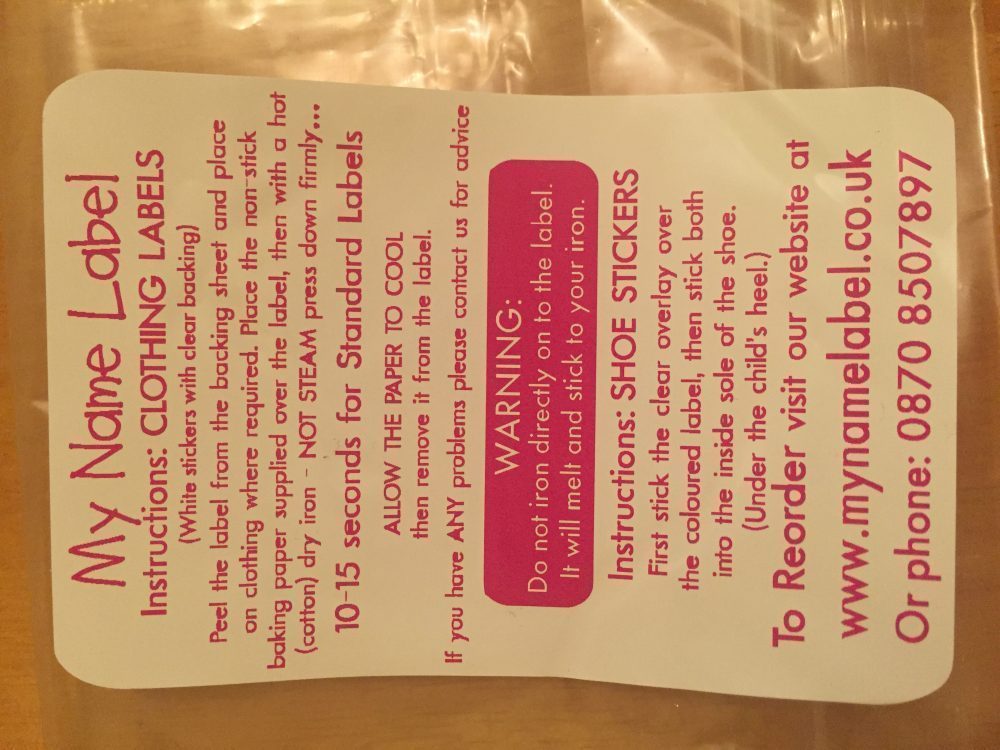 My Name Label
Instructions: CLOTHING LABELS
(White stickers with clear backing)
Peel the label from the backing sheet and place
on clothing where required. Place the non-stick
baking paper supplied over the label, then with a hot
(cotton) dry iron - NOT STEAM press down firmly...
10-15 seconds for Standard Labels
ALLOW THE PAPER TO COOL
then remove it from the label.
If you have ANY problems please contact us for advice
WARNING:
Do not iron directly on to the label.
It will melt and stick to your iron.
Instructions: SHOE STICKERS
First stick the clear overlay over
the coloured label, then stick both
into the inside sole of the shoe.
(Under the child's heel.)
To Reorder visit our website at
www.mynamelabel.co.uk
Or phone: 0870 8507897